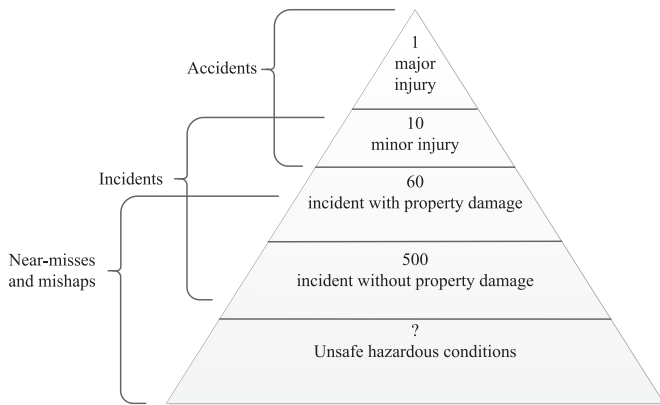 1
major
injury
Accidents
10
minor injury
Incidents
60
incident with property damage
Near-misses
and mishaps
500
incident without property damage
?
Unsafe hazardous conditions